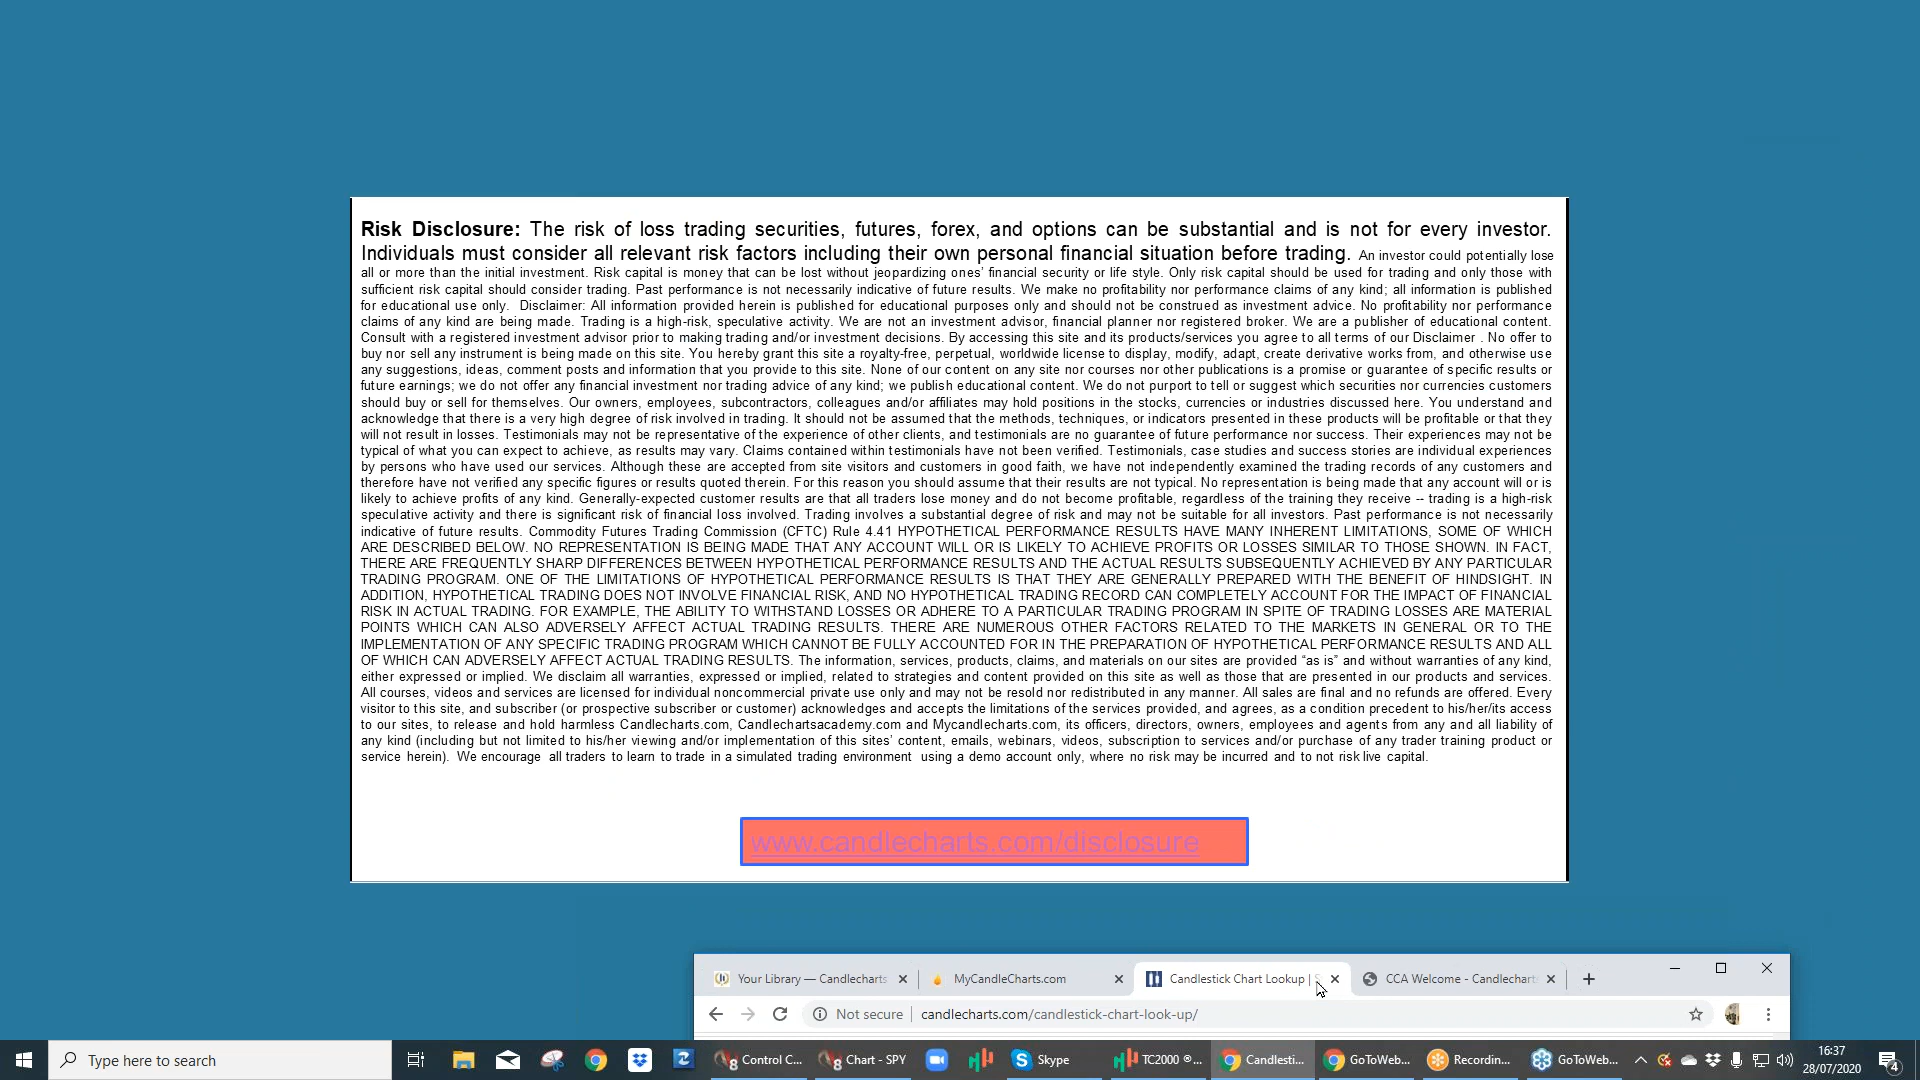 Risk Disclosure: The risk of loss trading securities, futures, forex, and options can be substantial and is not for every investor.
Individuals must consider all relevant risk factors including their own personal financial situation before trading. An investor could potentially lose
all or more than the initial investment. Risk capital is money that can be lost without jeopardizing ones’ financial security or life style. Only risk capital should be used for trading and only those with
sufficient risk capital should consider trading. Past performance is not necessarily indicative of future results. We make no profitability nor performance claims of any kind; all information is published
for educational use only. Disclaimer: All information provided herein is published for educational purposes only and should not be construed as investment advice. No profitability nor performance
claims of any kind are being made. Trading is a high-risk, speculative activity. We are not an investment advisor, financial planner nor registered broker. We are a publisher of educational content.
Consult with a registered investment advisor prior to making trading and/or investment decisions. By accessing this site and its products/services you agree to all terms of our Disclaimer . No offer to
buy nor sell any instrument is being made on this site. You hereby grant this site a royalty-free, perpetual, worldwide license to display, modify, adapt, create derivative works from, and otherwise use
any suggestions, ideas, comment posts and information that you provide to this site. None of our content on any site nor courses nor other publications is a promise or guarantee of specific results or
future earnings; we do not offer any financial investment nor trading advice of any kind; we publish educational content. We do not purport to tell or suggest which securities nor currencies customers
should buy or sell for themselves. Our owners, employees, subcontractors, colleagues and/or affiliates may hold positions in the stocks, currencies or industries discussed here. You understand and
acknowledge that there is a very high degree of risk involved in trading. It should not be assumed that the methods, techniques, or indicators presented in these products will be profitable or that they
will not result in losses. Testimonials may not be representative of the experience of other clients, and testimonials are no guarantee of future performance nor success. Their experiences may not be
typical of what you can expect to achieve, as results may vary. Claims contained within testimonials have not been verified. Testimonials, case studies and success stories are individual experiences
by persons who have used our services. Although these are accepted from site visitors and customers in good faith, we have not independently examined the trading records of any customers and
therefore have not verified any specific figures or results quoted therein. For this reason you should assume that their results are not typical. No representation is being made that any account will or is
likely to achieve profits of any kind. Generally-expected customer results are that all traders lose money and do not become profitable, regardless of the training they receive -- trading is a high-risk
speculative activity and there is significant risk of financial loss involved. Trading involves a substantial degree of risk and may not be suitable for all investors. Past performance is not necessarily
indicative of future results. Commodity Futures Trading Commission (CFTC) Rule 4.41 HYPOTHETICAL PERFORMANCE RESULTS HAVE MANY INHERENT LIMITATIONS, SOME OF WHICH
ARE DESCRIBED BELOW. NO REPRESENTATION IS BEING MADE THAT ANY ACCOUNT WILL OR IS LIKELY TO ACHIEVE PROFITS OR LOSSES SIMILAR TO THOSE SHOWN. IN FACT,
THERE ARE FREQUENTLY SHARP DIFFERENCES BETWEEN HYPOTHETICAL PERFORMANCE RESULTS AND THE ACTUAL RESULTS SUBSEQUENTLY ACHIEVED BY ANY PARTICULAR
TRADING PROGRAM. ONE OF THE LIMITATIONS OF HYPOTHETICAL PERFORMANCE RESULTS IS THAT THEY ARE GENERALLY PREPARED WITH THE BENEFIT OF HINDSIGHT. IN
ADDITION, HYPOTHETICAL TRADING DOES NOT INVOLVE FINANCIAL RISK, AND NO HYPOTHETICAL TRADING RECORD CAN COMPLETELY ACCOUNT FOR THE IMPACT OF FINANCIAL
RISK IN ACTUAL TRADING. FOR EXAMPLE, THE ABILITY TO WITHSTAND LOSSES OR ADHERE TO A PARTICULAR TRADING PROGRAM IN SPITE OF TRADING LOSSES ARE MATERIAL
POINTS WHICH CAN ALSO ADVERSELY AFFECT ACTUAL TRADING RESULTS. THERE ARE NUMEROUS OTHER FACTORS RELATED TO THE MARKETS IN GENERAL OR TO THE
IMPLEMENTATION OF ANY SPECIFIC TRADING PROGRAM WHICH CANNOT BE FULLY ACCOUNTED FOR IN THE PREPARATION OF HYPOTHETICAL PERFORMANCE RESULTS AND ALL
OF WHICH CAN ADVERSELY AFFECT ACTUAL TRADING RESULTS. The information, services, products, claims, and materials on our sites are provided “as is” and without warranties of any kind,
either expressed or implied. We disclaim all warranties, expressed or implied, related to strategies and content provided on this site as well as those that are presented in our products and services.
All courses, videos and services are licensed for individual noncommercial private use only and may not be resold nor redistributed in any manner. All sales are final and no refunds are offered. Every
visitor to this site, and subscriber (or prospective subscriber or customer) acknowledges and accepts the limitations of the services provided, and agrees, as a condition precedent to his/her/its access
to our sites, to release and hold harmless Candlecharts.com, Candlechartsacademy.com and Mycandlecharts.com, its officers, directors, owners, employees and agents from any and all liability of
any kind (including but not limited to his/her viewing and/or implementation of this sites’ content, emails, webinars, videos, subscription to services and/or purchase of any trader training product or
service herein). We encourage all traders to learn to trade in a simulated trading environment using a demo account only, where no risk may be incurred and to not risk live capital.
www.candlecharts.com/disclosure
Your Library — Candlecharts MyCandleCharts.com Candlestick Chart Lookup | S CCA Welcome - Candlechart
Not secure candlecharts.com/candlestick-chart-look-up/
Type here to search Control C... Chart - SPY Skype TC2000 ®... Candlesti... GoToWeb... Recordin... GoToWeb... 16:37
28/07/2020
4